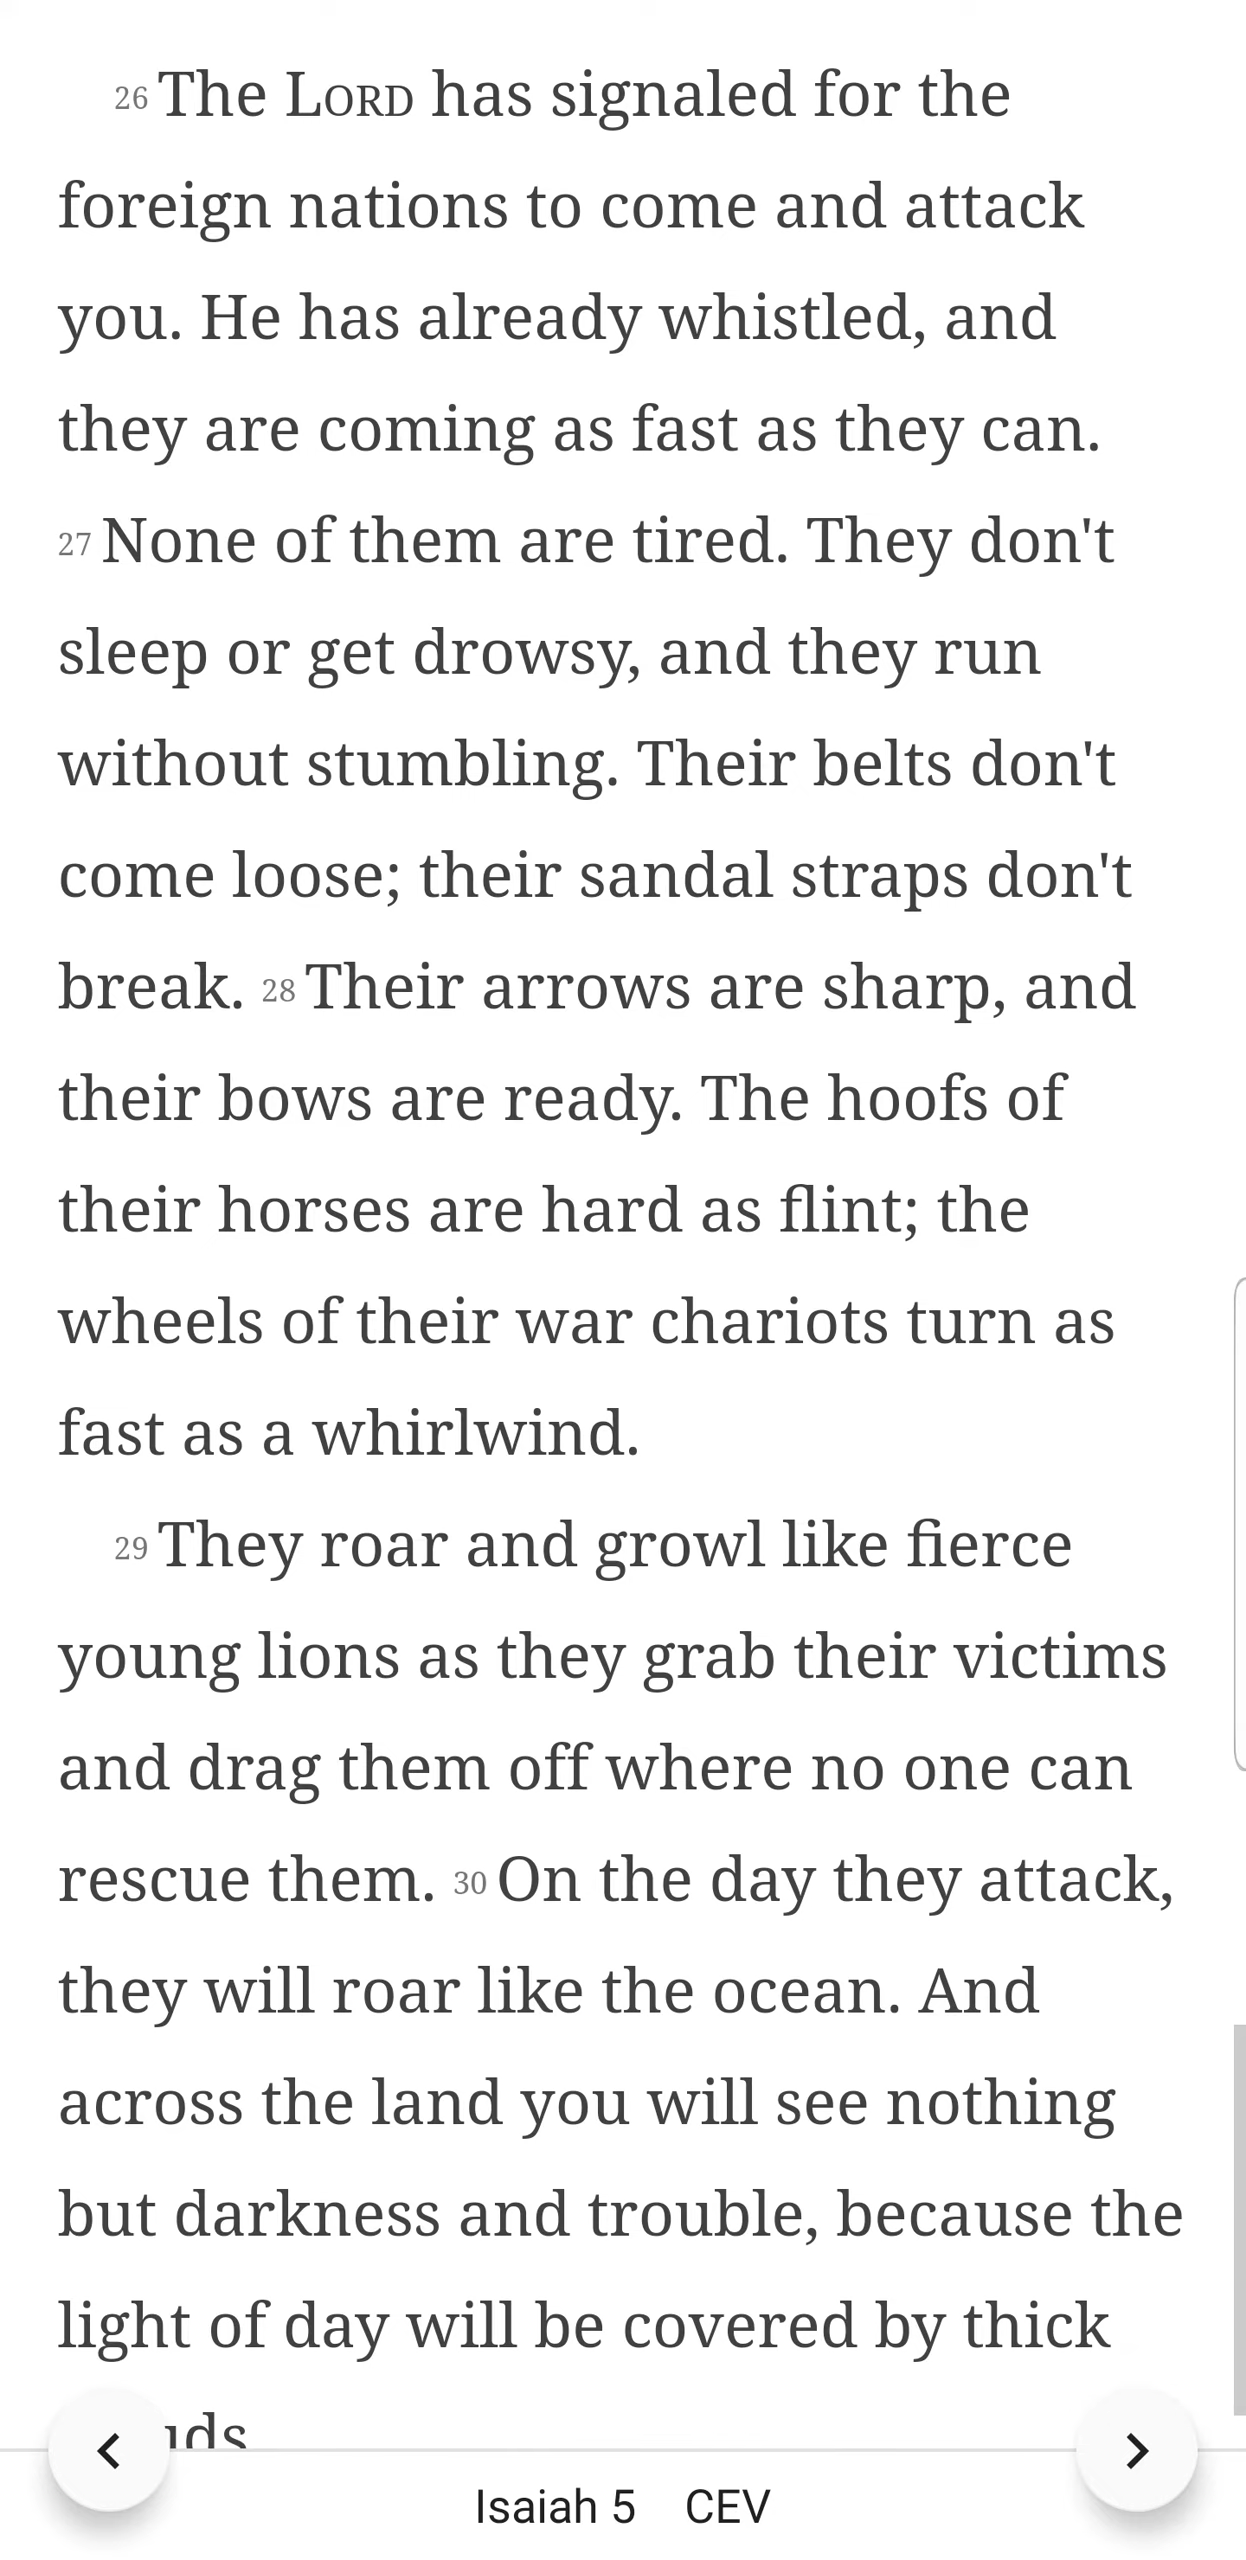 26 The LORD has signaled for the
foreign nations to come and attack
you. He has already whistled, and
they are coming as fast as they can.
27 None of them are tired. They don't
sleep or get drowsy, and they run
without stumbling. Their belts don't
come loose; their sandal straps don't
break. 28 Their arrows are sharp, and
their bows are ready. The hoofs of
their horses are hard as flint; the
wheels of their war chariots turn as
fast as a whirlwind.
29 They roar and growl like fierce
young lions as they grab their victims
and drag them off where no one can
rescue them. 30 On the day they attack,
they will roar like the ocean. And
across the land you will see nothing
but darkness and trouble, because the
light of day will be covered by thick
Isaiah 5 CEV